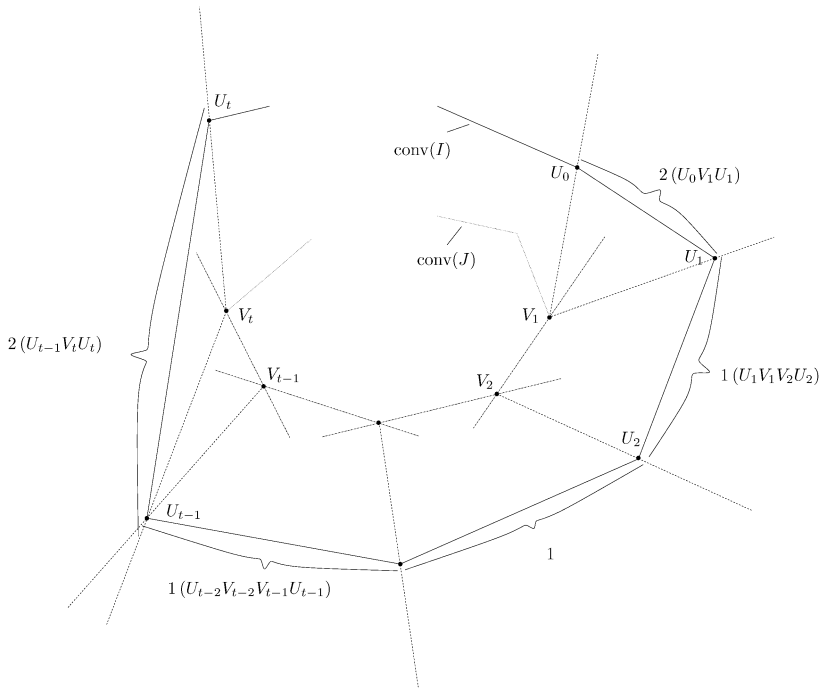 U_t
conv(I)
U_0
2 (U_0V_1U_1)
conv(J)
U_1
V_t
V_1
2 (U_{t−1}V_tU_t)
V_{t−1}
V_2
1 (U_1V_1V_2U_2)
U_2
U_{t−1}
1
1 (U_{t−2}V_{t−2}V_{t−1}U_{t−1})